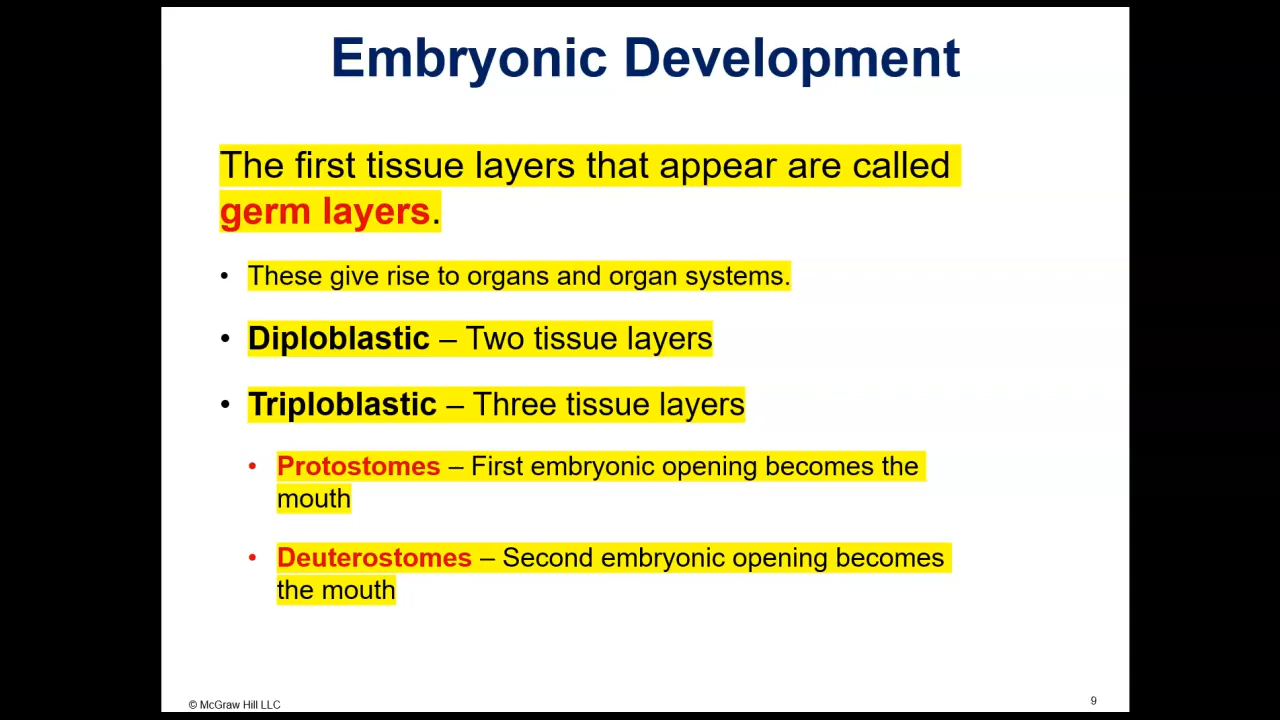 Embryonic Development
The first tissue layers that appear are called
germ layers.
• These give rise to organs and organ systems.
• Diploblastic – Two tissue layers
• Triploblastic – Three tissue layers
• Protostomes – First embryonic opening becomes the
mouth
• Deuterostomes – Second embryonic opening becomes
the mouth
© McGraw Hill LLC
9